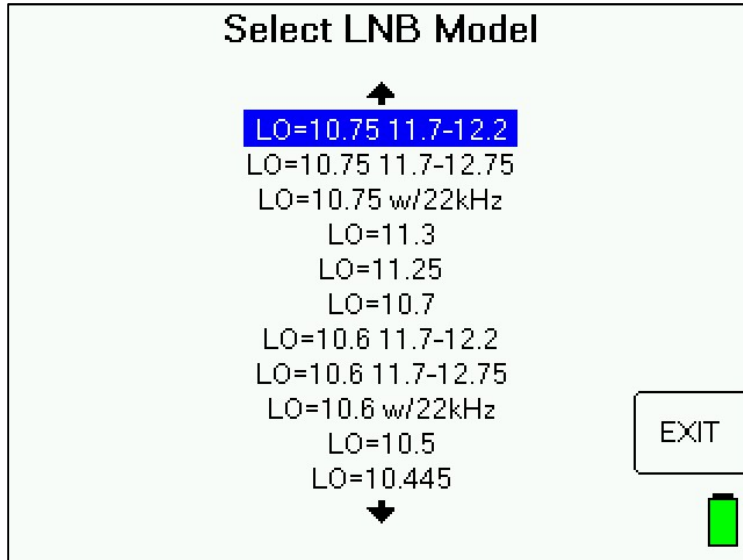 Select LNB Model
LO=10.75 11.7-12.2
LO=10.75 11.7-12.75
LO=10.75 w/22kHz
LO=11.3
LO=11.25
LO=10.7
LO=10.6 11.7-12.2
LO=10.6 11.7-12.75
LO=10.6 w/22kHz
LO=10.5
LO=10.445
EXIT